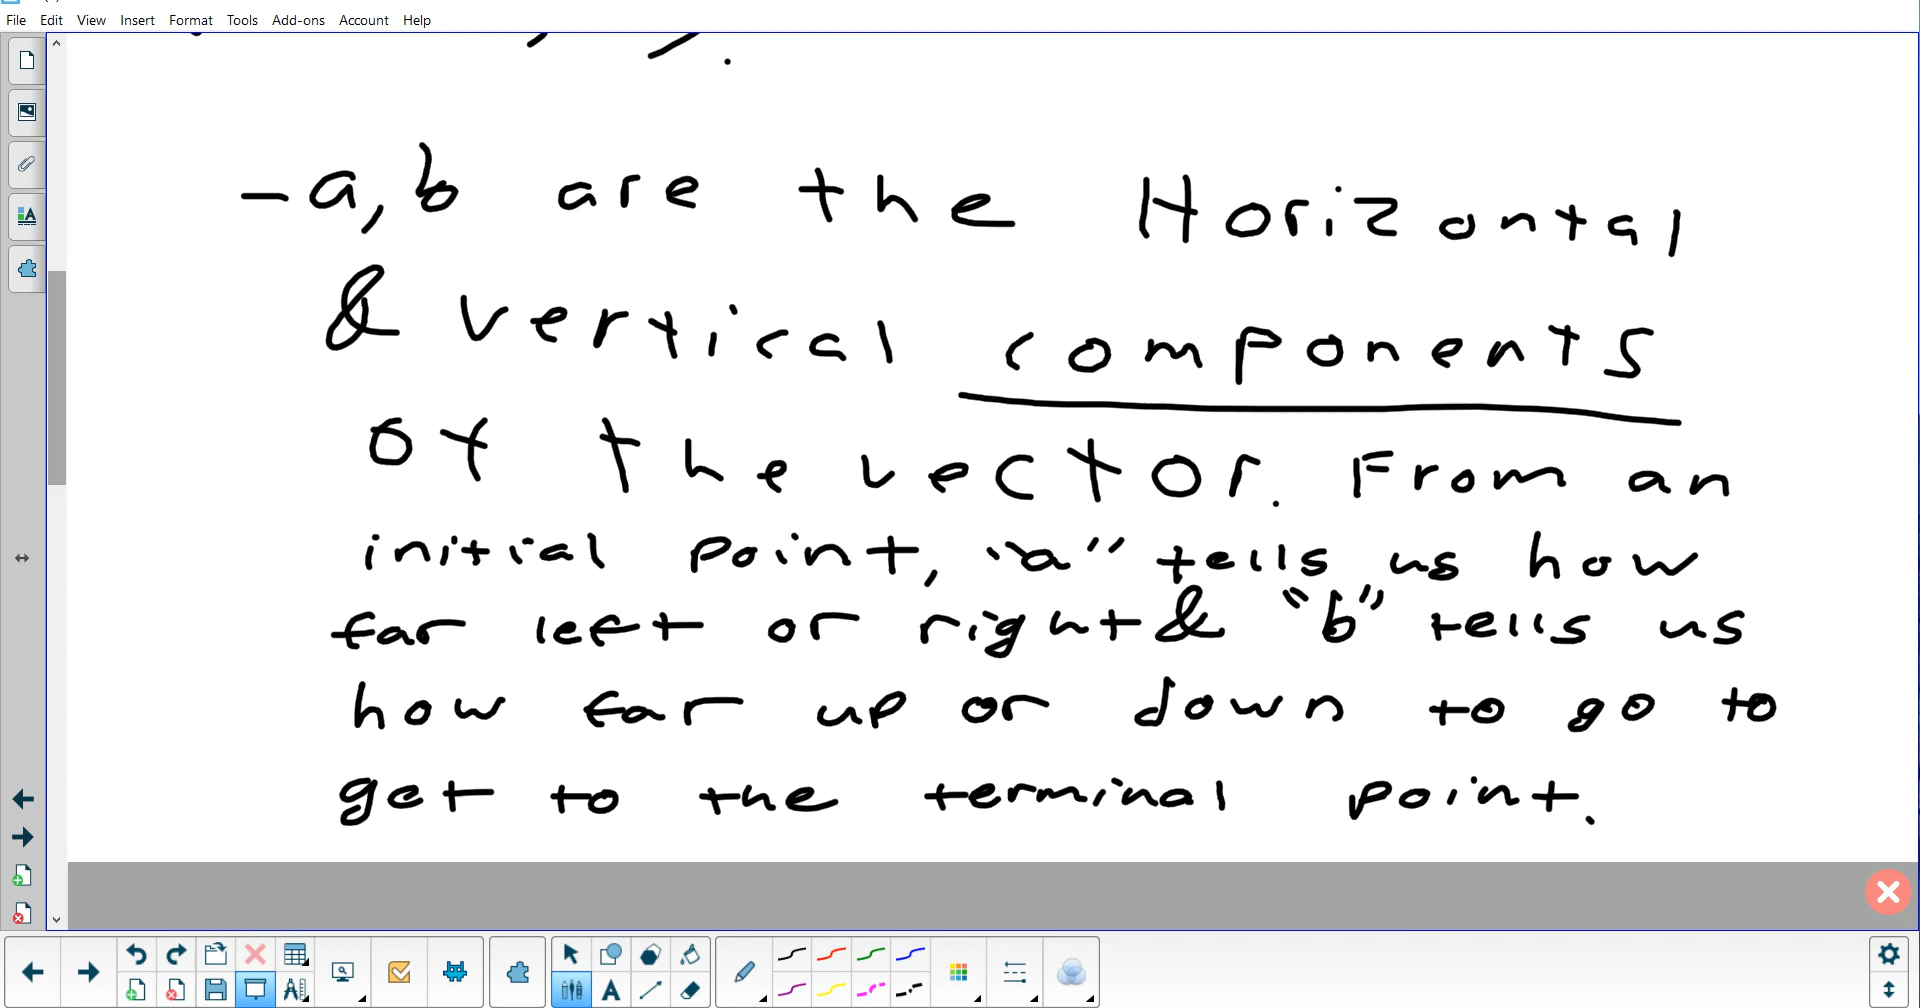 File Edit View Insert Format Tools Add-ons Account Help
- a, b are the Horizontal
& vertical components
of the vector. From an
initial point, "a" tells us how
far left or right & "b" tells us
how far up or down to go to
get to the terminal point.